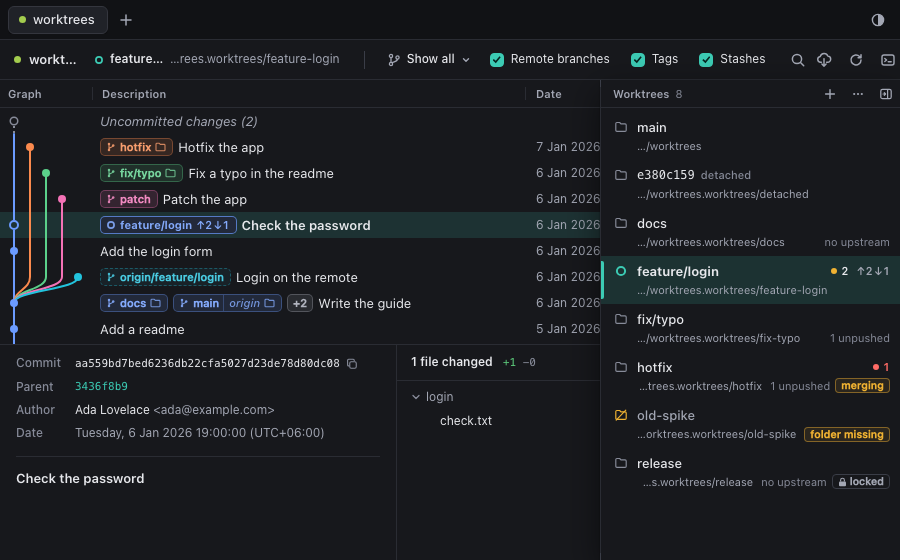 worktrees
workt... feature... ...rees.worktrees/feature-login Show all Remote branches Tags Stashes
Graph Description Date
Uncommitted changes (2)
hotfix Hotfix the app 7 Jan 2026
fix/typo Fix a typo in the readme 6 Jan 2026
patch Patch the app 6 Jan 2026
feature/login ↑2↓1 Check the password 6 Jan 2026
Add the login form 6 Jan 2026
origin/feature/login Login on the remote 6 Jan 2026
docs main origin +2 Write the guide 6 Jan 2026
Add a readme 5 Jan 2026
Commit aa559bd7bed6236db22cfa5027d23de78d80dc08
Parent 3436f8b9
Author Ada Lovelace <ada@example.com>
Date Tuesday, 6 Jan 2026 19:00:00 (UTC+06:00)
Check the password
1 file changed +1 −0
login
check.txt
Worktrees 8
main
.../worktrees
e380c159 detached
.../worktrees.worktrees/detached
docs
.../worktrees.worktrees/docs no upstream
feature/login 2 ↑2↓1
.../worktrees.worktrees/feature-login
fix/typo
.../worktrees.worktrees/fix-typo 1 unpushed
hotfix 1
...trees.worktrees/hotfix 1 unpushed merging
old-spike
...orktrees.worktrees/old-spike folder missing
release
...s.worktrees/release no upstream locked